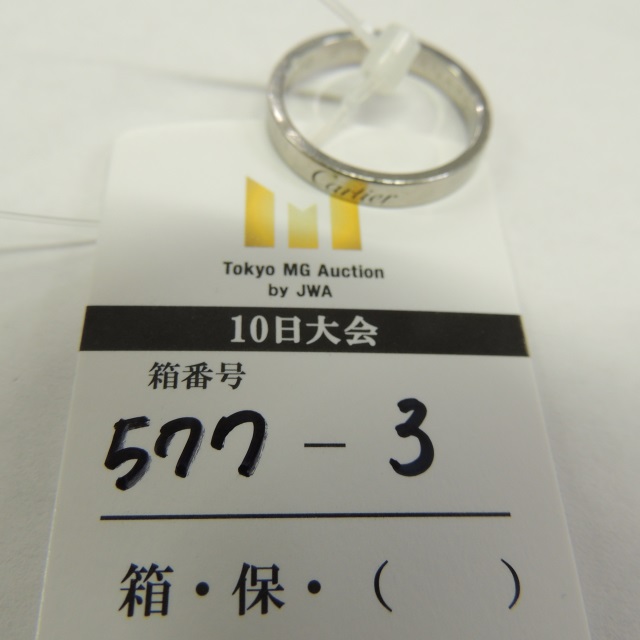 Cartier
Tokyo MG Auction
by JWA
10日大会
箱番号
577 - 3
箱・保・（　　）